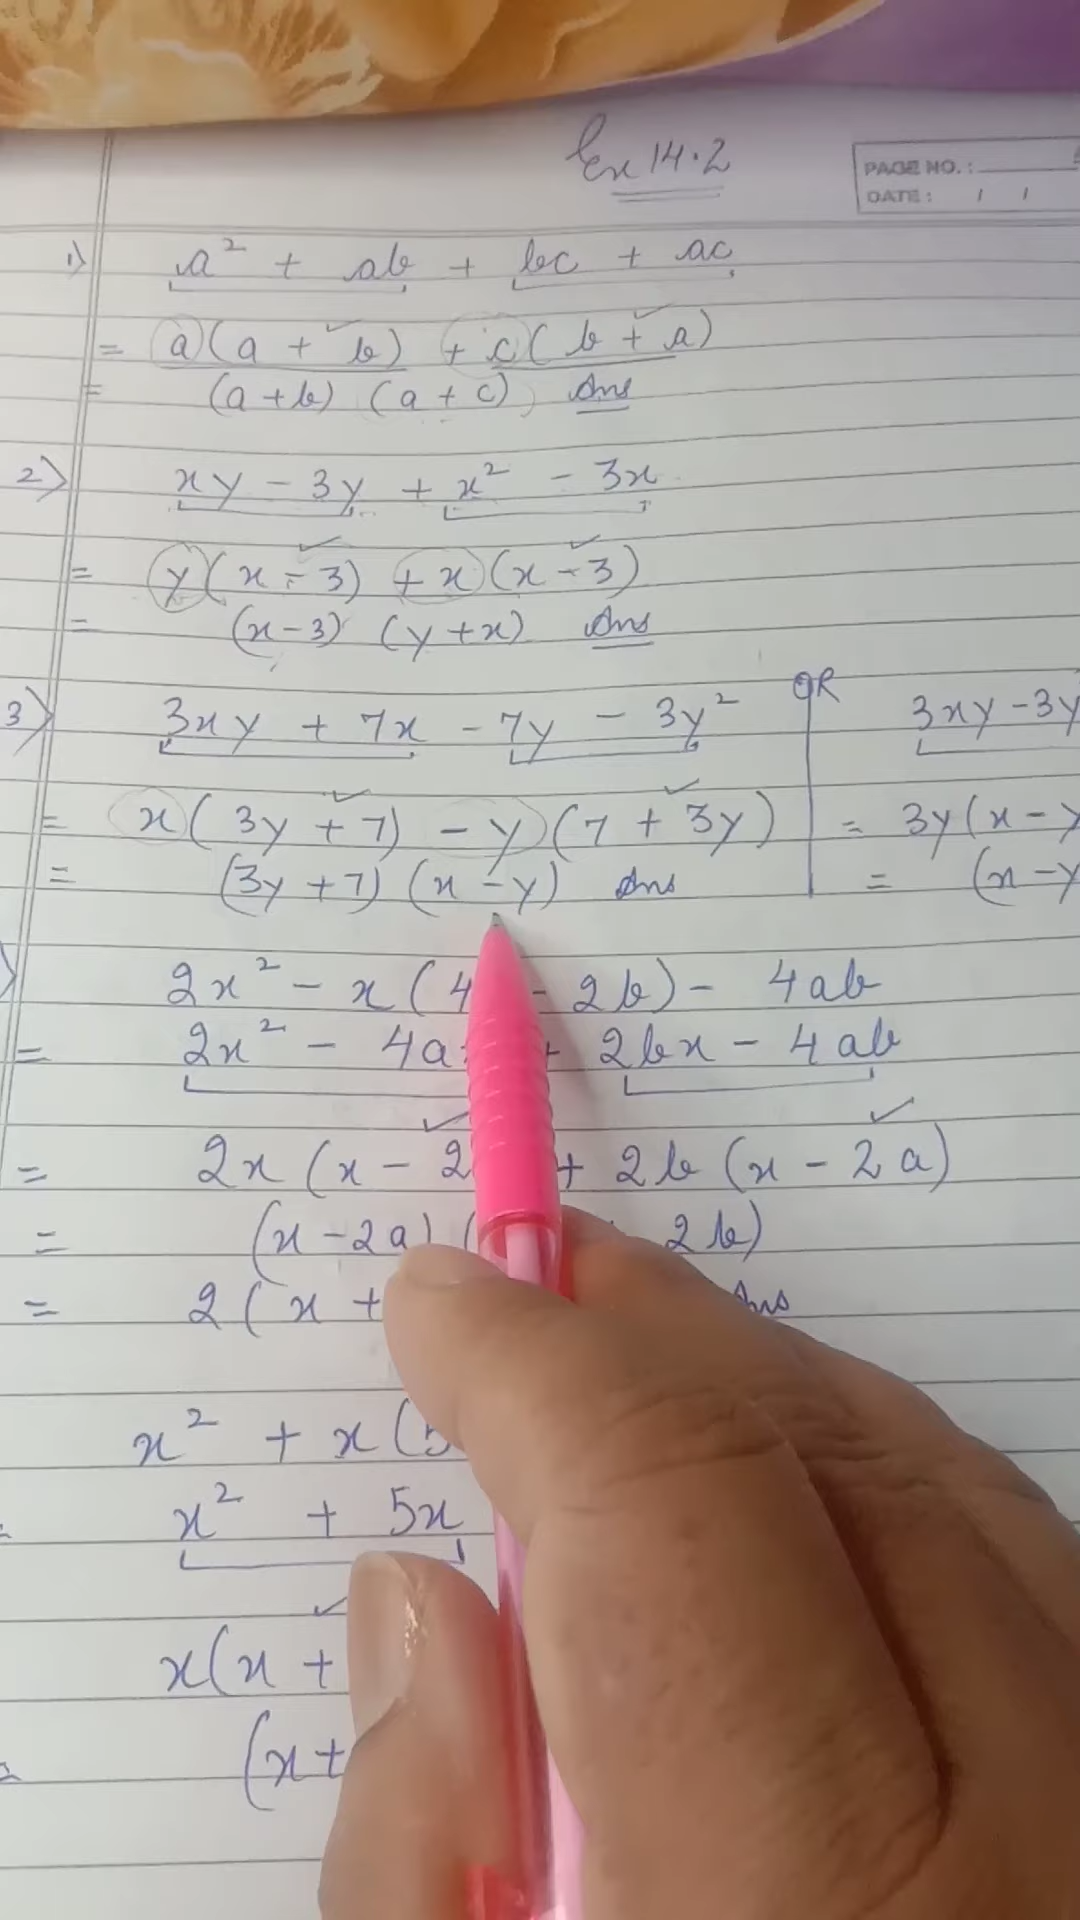 Ex 14.2
PAGE NO.:
DATE: / /
1) a² + ab + bc + ac
= a(a + b) + c(b + a)
= (a + b) (a + c) Ans
2) xy - 3y + x² - 3x
= y(x - 3) + x(x - 3)
= (x - 3) (y + x) Ans
3) 3xy + 7x - 7y - 3y² OR 3xy - 3y
= x(3y + 7) - y(7 + 3y) = 3y(x - y
= (3y + 7) (x - y) Ans = (x - y
) 2x² - x(4 - 2b) - 4ab
= 2x² - 4a + 2bx - 4ab
= 2x(x - 2 + 2b(x - 2a)
= (x - 2a) ( 2b)
= 2(x + Ans
x² + x(5
= x² + 5x
x(x +
= (x +